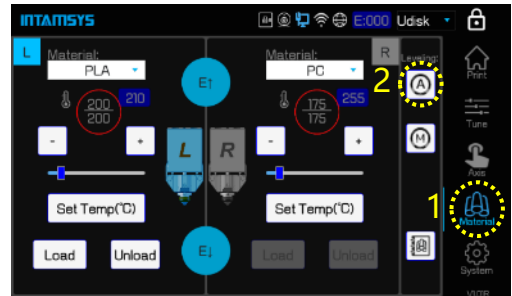 INTAMSYS
E:000 Udisk
L Material:
PLA
200
200
210
- +
Set Temp(℃)
Load Unload
E↑
L R
E↓
Material: R
PC
175
175
255
- +
Set Temp(℃)
Load Unload
Leveling:
2
A
M
Print
Tune
Axis
1
Material
System